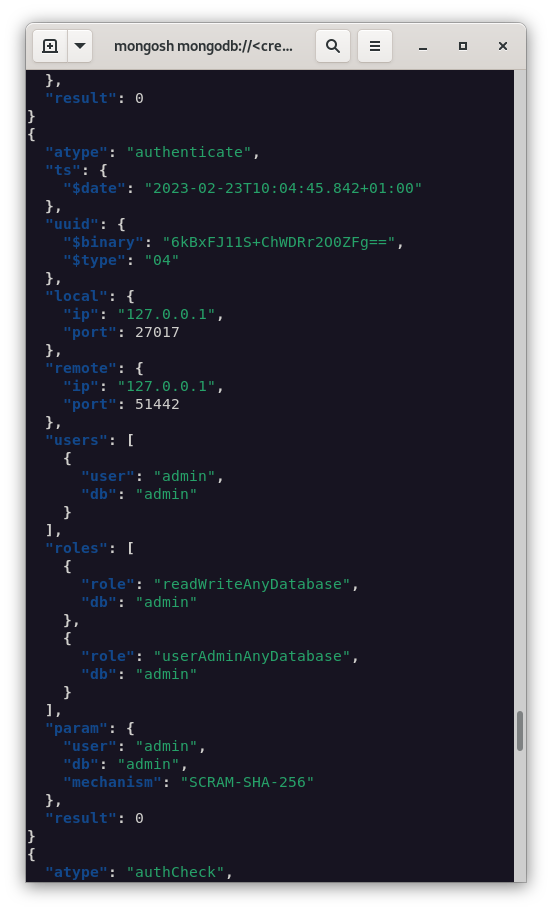 mongosh mongodb://<cre...
  },
  "result": 0
}
{
  "atype": "authenticate",
  "ts": {
    "$date": "2023-02-23T10:04:45.842+01:00"
  },
  "uuid": {
    "$binary": "6kBxFJ11S+ChWDRr2O0ZFg==",
    "$type": "04"
  },
  "local": {
    "ip": "127.0.0.1",
    "port": 27017
  },
  "remote": {
    "ip": "127.0.0.1",
    "port": 51442
  },
  "users": [
    {
      "user": "admin",
      "db": "admin"
    }
  ],
  "roles": [
    {
      "role": "readWriteAnyDatabase",
      "db": "admin"
    },
    {
      "role": "userAdminAnyDatabase",
      "db": "admin"
    }
  ],
  "param": {
    "user": "admin",
    "db": "admin",
    "mechanism": "SCRAM-SHA-256"
  },
  "result": 0
}
{
  "atype": "authCheck",